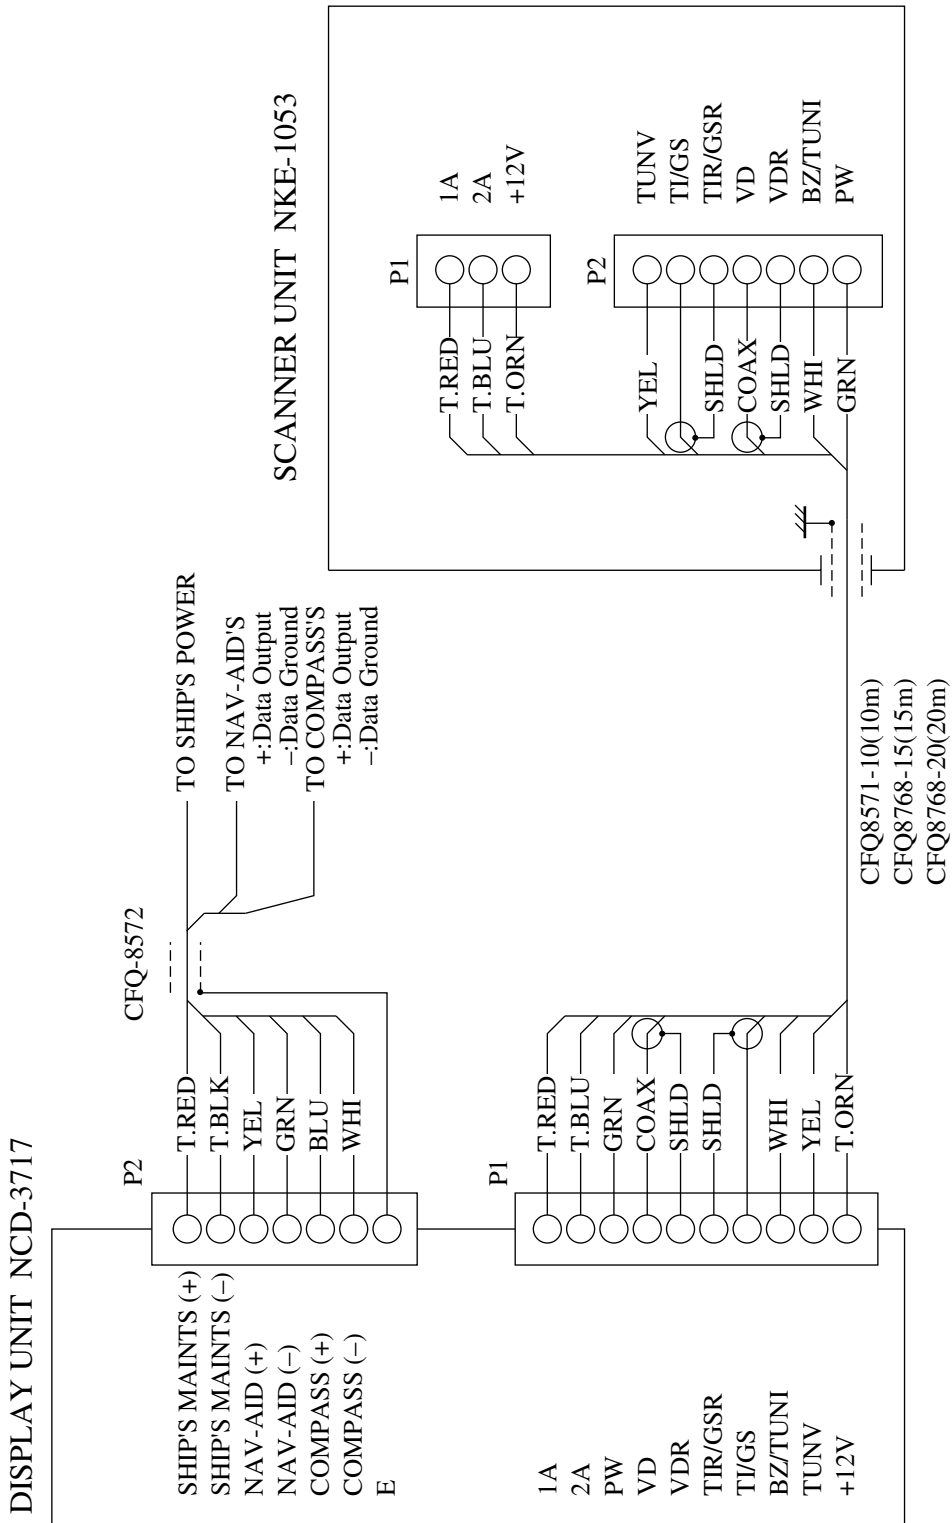 DISPLAY UNIT NCD-3717
P2
SHIP'S MAINTS (+)
T.RED
SHIP'S MAINTS (–)
T.BLK
NAV-AID (+)
YEL
NAV-AID (–)
GRN
COMPASS (+)
BLU
COMPASS (–)
WHI
E
CFQ-8572
TO SHIP'S POWER
TO NAV-AID'S
+:Data Output
–:Data Ground
TO COMPASS'S
+:Data Output
–:Data Ground
P1
1A
T.RED
2A
T.BLU
PW
GRN
VD
COAX
VDR
SHLD
TIR/GSR
SHLD
TI/GS
BZ/TUNI
WHI
TUNV
YEL
+12V
T.ORN
CFQ8571-10(10m)
CFQ8768-15(15m)
CFQ8768-20(20m)
SCANNER UNIT NKE-1053
P1
T.RED
1A
T.BLU
2A
T.ORN
+12V
P2
YEL
TUNV
TI/GS
SHLD
TIR/GSR
COAX
VD
SHLD
VDR
WHI
BZ/TUNI
GRN
PW